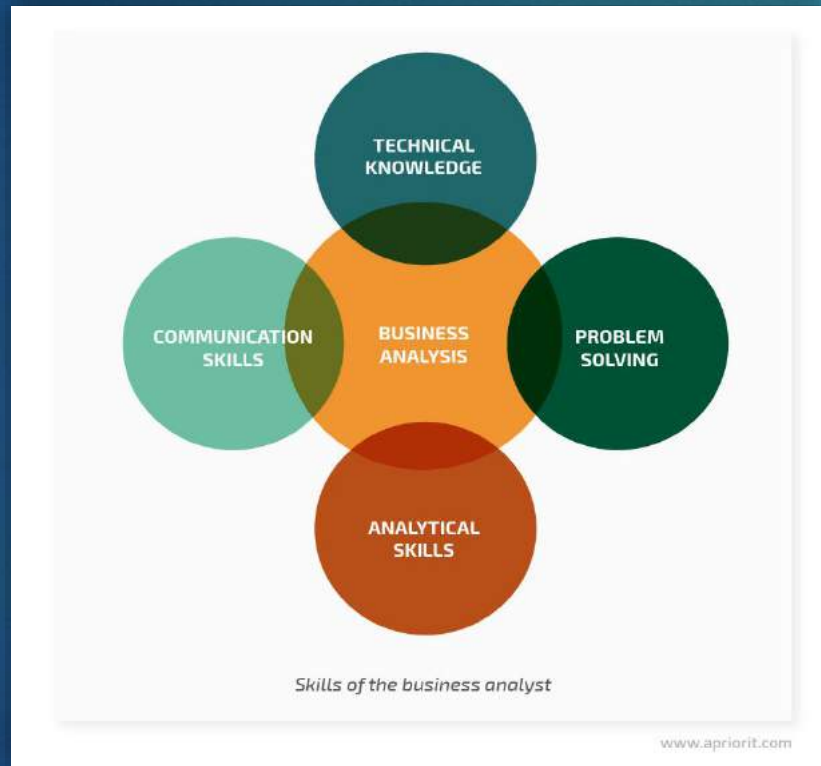 TECHNICAL
KNOWLEDGE
COMMUNICATION
SKILLS
BUSINESS
ANALYSIS
PROBLEM
SOLVING
ANALYTICAL
SKILLS
Skills of the business analyst
www.apriorit.com